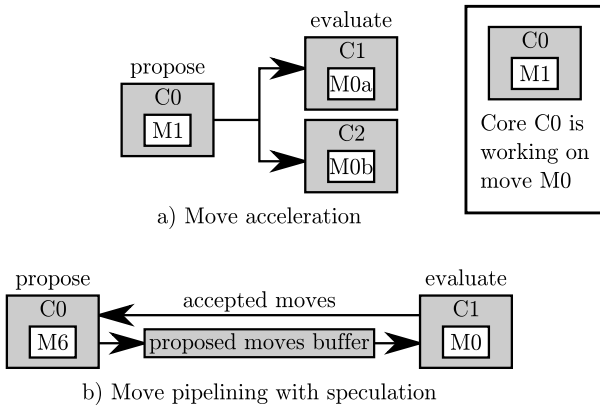 propose
C0
M1
evaluate
C1
M0a
C2
M0b
a) Move acceleration
C0
M1
Core C0 is
working on
move M0
propose
C0
M6
accepted moves
proposed moves buffer
evaluate
C1
M0
b) Move pipelining with speculation